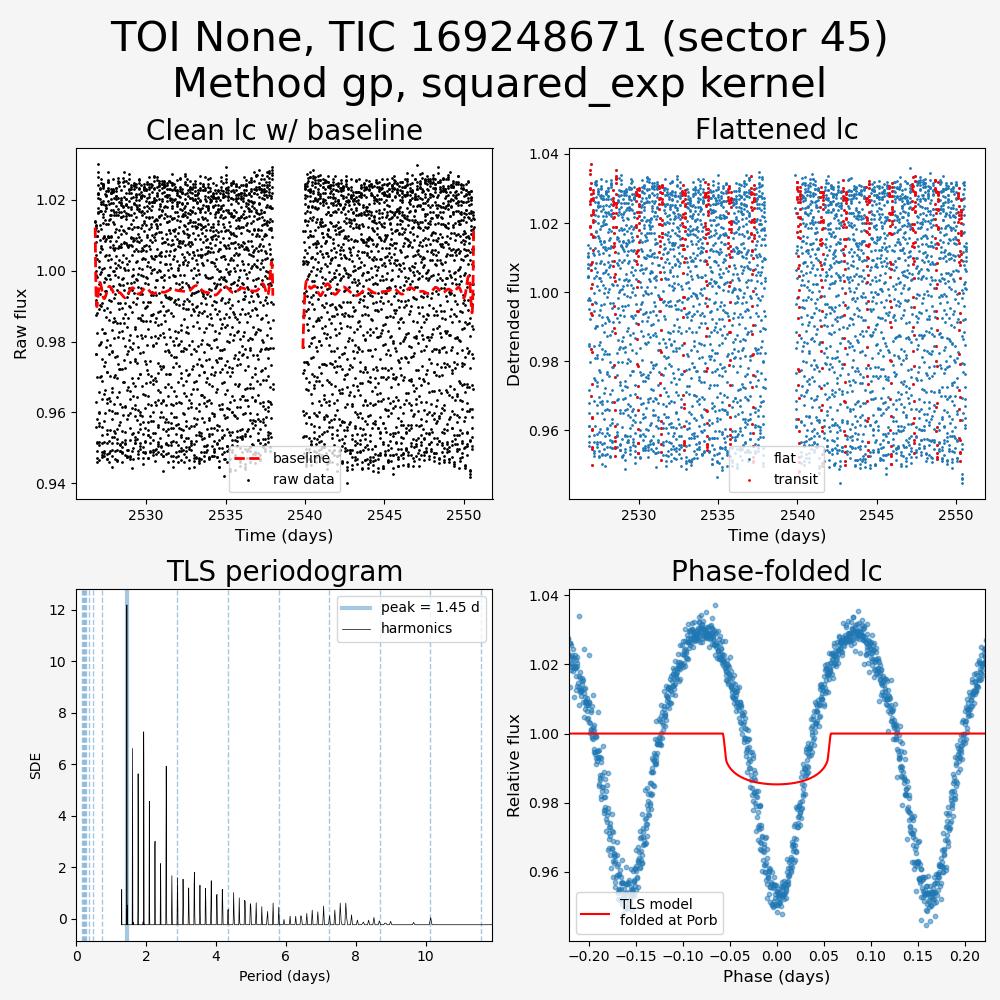 TOI None, TIC 169248671 (sector 45)
Method gp, squared_exp kernel
Clean lc w/ baseline
Raw flux
1.02
1.00
0.98
0.96
0.94
baseline
raw data
2530
2535
2540
2545
2550
Time (days)
Flattened lc
Detrended flux
1.04
1.02
1.00
0.98
0.96
flat
transit
2530
2535
2540
2545
2550
Time (days)
TLS periodogram
SDE
12
10
8
6
4
2
0
peak = 1.45 d
harmonics
0
2
4
6
8
10
Period (days)
Phase-folded lc
Relative flux
1.04
1.02
1.00
0.98
0.96
TLS model
folded at Porb
−0.20
−0.15
−0.10
−0.05
0.00
0.05
0.10
0.15
0.20
Phase (days)